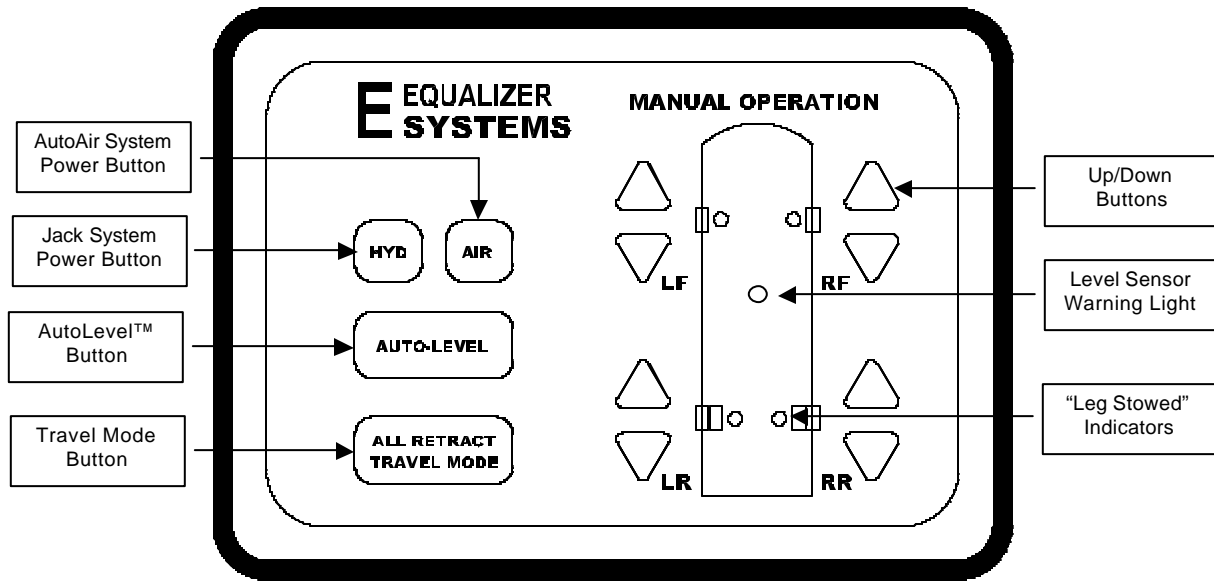 E EQUALIZER
SYSTEMS
MANUAL OPERATION
AutoAir System
Power Button
Jack System
Power Button
AutoLevel™
Button
Travel Mode
Button
HYD
AIR
AUTO-LEVEL
ALL RETRACT
TRAVEL MODE
LF
RF
LR
RR
Up/Down
Buttons
Level Sensor
Warning Light
“Leg Stowed”
Indicators